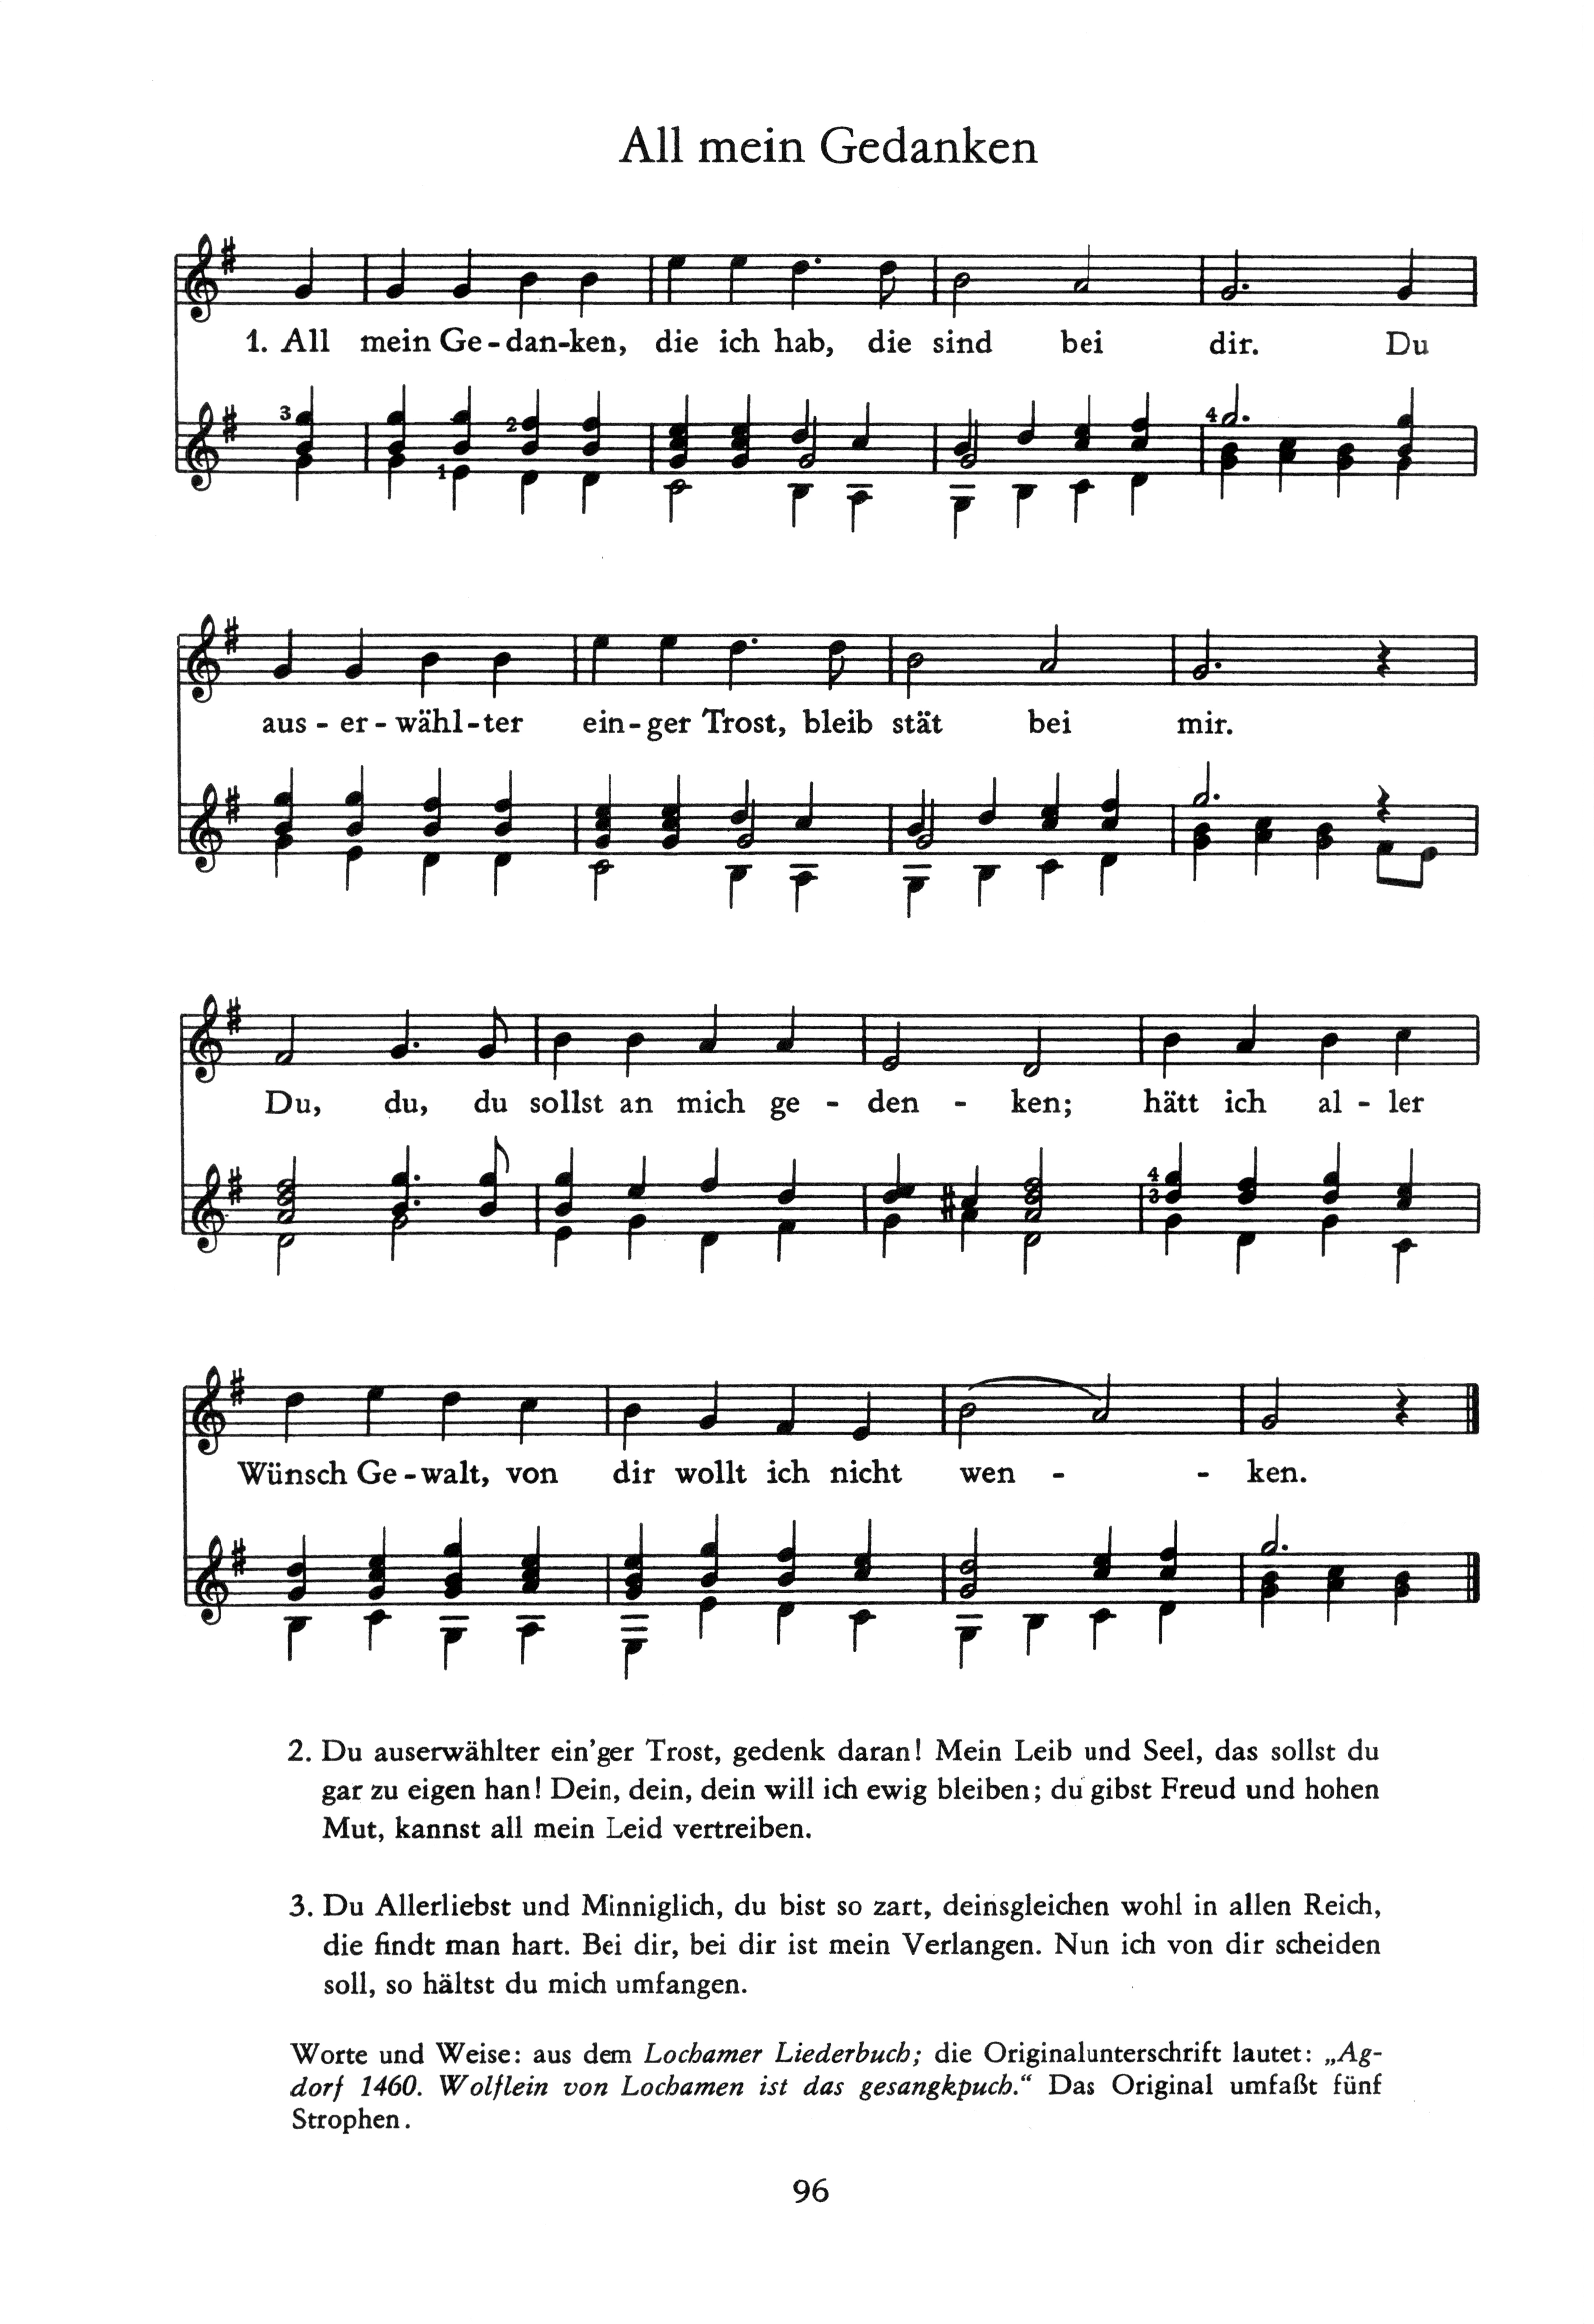 All mein Gedanken
1. All mein Ge-dan-ken, die ich hab, die sind bei dir. Du
3 2 1 4
aus-er-wähl-ter ein-ger Trost, bleib stät bei mir.
Du, du, du sollst an mich ge-den-ken; hätt ich al-ler
4
3
Wünsch Ge-walt, von dir wollt ich nicht wen--ken.
2. Du auserwählter ein’ger Trost, gedenk daran! Mein Leib und Seel, das sollst du
gar zu eigen han! Dein, dein, dein will ich ewig bleiben; du gibst Freud und hohen
Mut, kannst all mein Leid vertreiben.
3. Du Allerliebst und Minniglich, du bist so zart, deinsgleichen wohl in allen Reich,
die findt man hart. Bei dir, bei dir ist mein Verlangen. Nun ich von dir scheiden
soll, so hältst du mich umfangen.
Worte und Weise: aus dem Lochamer Liederbuch; die Originalunterschrift lautet: „Ag-
dorf 1460. Wolflein von Lochamen ist das gesangkpuch.“ Das Original umfaßt fünf
Strophen.
96